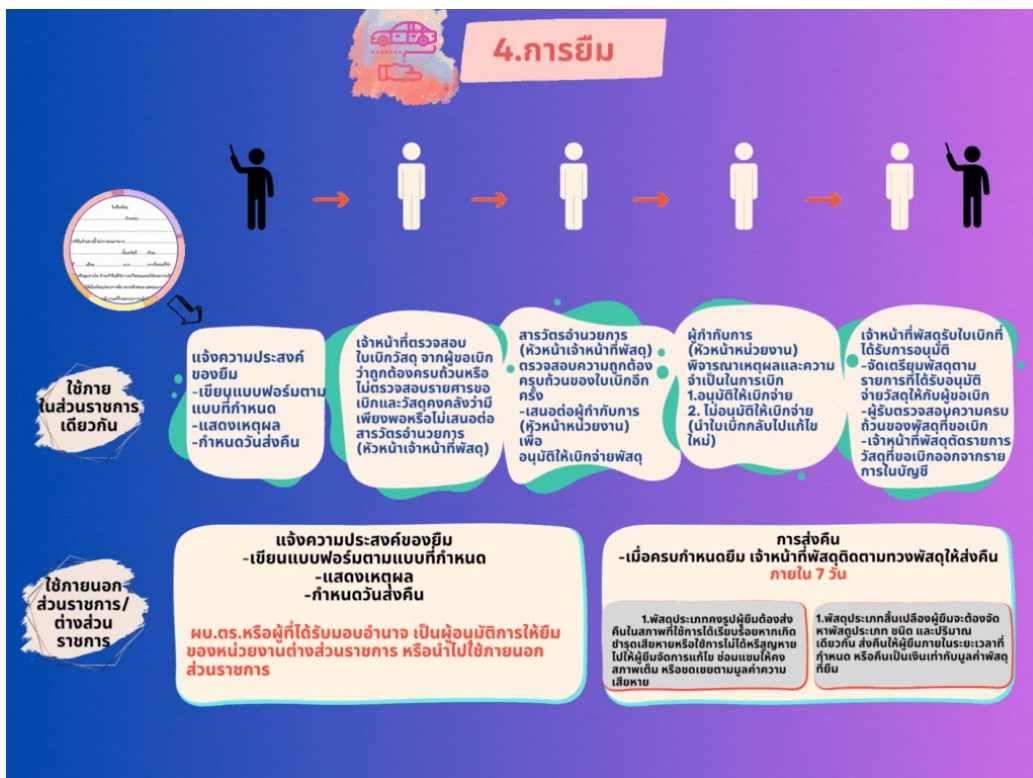 4.การยืม
ใบยืมพัสดุ
ใช้ภาย
ในส่วนราชการ
เดียวกัน
แจ้งความประสงค์
ของยืม
-เขียนแบบฟอร์มตาม
แบบที่กำหนด
-แสดงเหตุผล
-กำหนดวันส่งคืน
เจ้าหน้าที่ตรวจสอบ
ใบเบิกวัสดุ จากผู้ขอเบิก
ว่าถูกต้องครบถ้วนหรือ
ไม่ตรวจสอบรายศารขอ
เบิกและวัสดุคงคลังว่ามี
เพียงพอหรือไม่เสนอต่อ
สารวัตรอำนวยการ
(หัวหน้าเจ้าหน้าที่พัสดุ)
สารวัตรอำนวยการ
(หัวหน้าเจ้าหน้าที่พัสดุ)
ตรวจสอบความถูกต้อง
ครบถ้วนของใบเบิกอีก
ครั้ง
-เสนอต่อผู้กำกับการ
(หัวหน้าหน่วยงาน)
เพื่อ
อนุมัติให้เบิกจ่ายพัสดุ
ผู้กำกับการ
(หัวหน้าหน่วยงาน)
พิจารณาเหตุผลและความ
จำเป็นในการเบิก
1.อนุมัติให้เบิกจ่าย
2. ไม่อนุมัติให้เบิกจ่าย
(นำใบเบิกกลับไปแก้ไข
ใหม่)
เจ้าหน้าที่พัสดุรับใบเบิกที่
ได้รับการอนุมัติ
-จัดเตรียมพัสดุตาม
รายการที่ได้รับอนุมัติ
จ่ายวัสดุให้กับผู้ขอเบิก
-ผู้รับตรวจสอบความครบ
ถ้วนของพัสดุที่ขอเบิก
-เจ้าหน้าที่พัสดุตัดรายการ
วัสดุที่ขอเบิกออกจากราย
การในบัญชี
ใช้ภายนอก
ส่วนราชการ/
ต่างส่วน
ราชการ
แจ้งความประสงค์ของยืม
-เขียนแบบฟอร์มตามแบบที่กำหนด
-แสดงเหตุผล
-กำหนดวันส่งคืน
ผบ.ตร.หรือผู้ที่ได้รับมอบอำนาจ เป็นผู้อนุมัติการให้ยืม
ของหน่วยงานต่างส่วนราชการ หรือนำไปใช้ภายนอก
ส่วนราชการ
การส่งคืน
-เมื่อครบกำหนดยืม เจ้าหน้าที่พัสดุติดตามทวงพัสดุให้ส่งคืน
ภายใน 7 วัน
1.พัสดุประเภทคงรูปผู้ยืมต้องส่ง
คืนในสภาพที่ใช้การได้เรียบร้อยหากเกิด
ชำรุดเสียหายหรือใช้การไม่ได้หรืสูญหาย
ไปให้ผู้ยืมจัดการแก้ไข ซ่อมแซมให้คง
สภาพเดิม หรือชดเชยตามมูลค่าความ
เสียหาย
1.พัสดุประเภทสิ้นเปลืองผู้ยืมจะต้องจัด
หาพัสดุประเภท ชนิด และปริมาณ
เดียวกัน ส่งคืนให้ผู้ยืมภายในระยะเวลาที่
กำหนด หรือคืนเป็นเงินเท่ากับมูลค่าพัสดุ
ที่ยืม